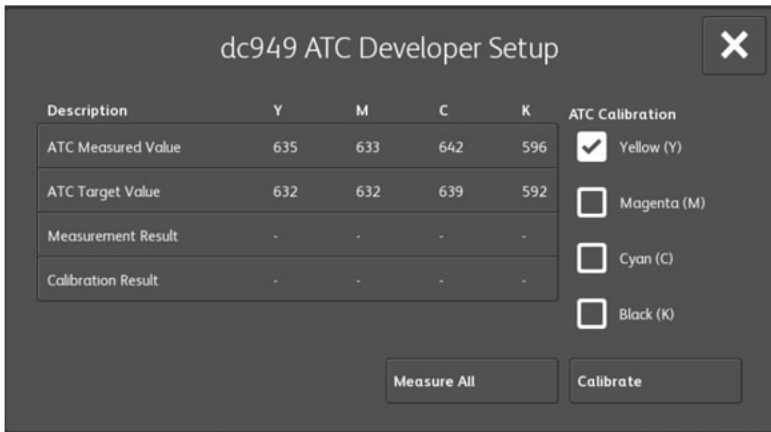 dc949 ATC Developer Setup
Description Y M C K ATC Calibration
ATC Measured Value 635 633 642 596 Yellow (Y)
ATC Target Value 632 632 639 592 Magenta (M)
Measurement Result - - - -
Cyan (C)
Calibration Result - - - -
Black (K)
Measure All Calibrate